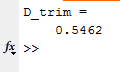 D_trim =
0.5462
fx >>